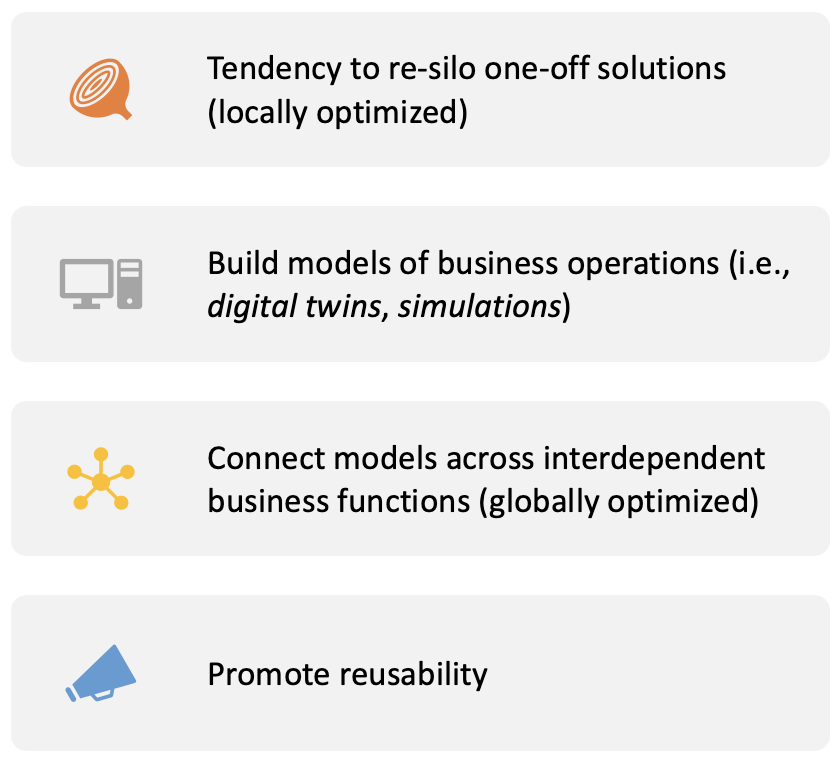 Tendency to re-silo one-off solutions
(locally optimized)
Build models of business operations (i.e.,
digital twins, simulations)
Connect models across interdependent
business functions (globally optimized)
Promote reusability